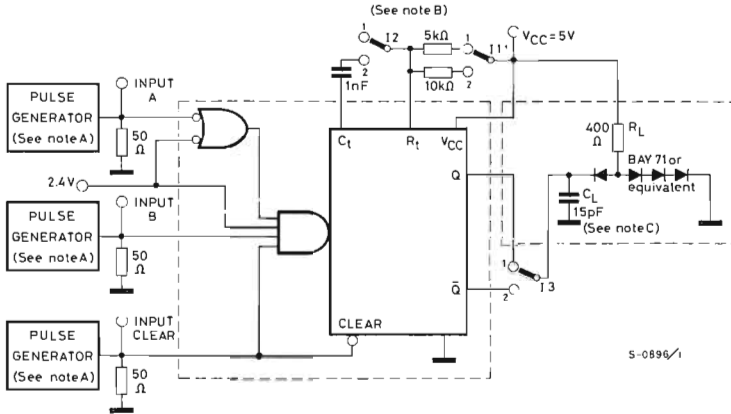 (See note B)
1
I2
2
1nF
5kΩ
1
I1'
10kΩ
2
VCC = 5V
PULSE
GENERATOR
(See note A)
INPUT
A
50
Ω
2.4V
PULSE
GENERATOR
(See note A)
INPUT
B
50
Ω
PULSE
GENERATOR
(See note A)
INPUT
CLEAR
50
Ω
Ct
Rt
VCC
Q
Q̅
CLEAR
400
Ω
RL
BAY 71 or
equivalent
CL
15pF
(See note C)
1
I3
2
S-0896/1